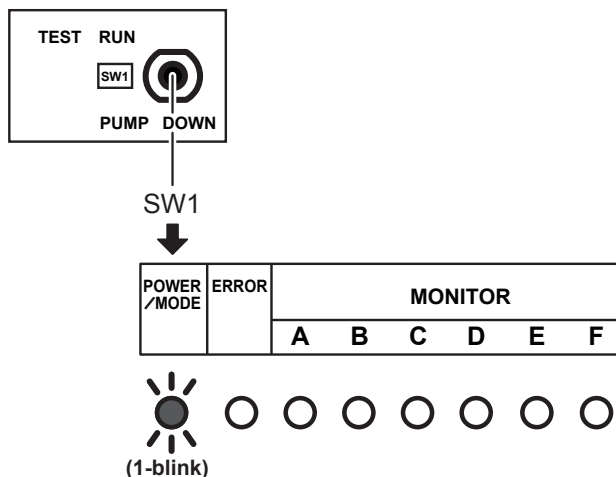 TEST RUN
SW1
PUMP DOWN
SW1
POWER
/MODE
ERROR
MONITOR
A B C D E F
(1-blink)